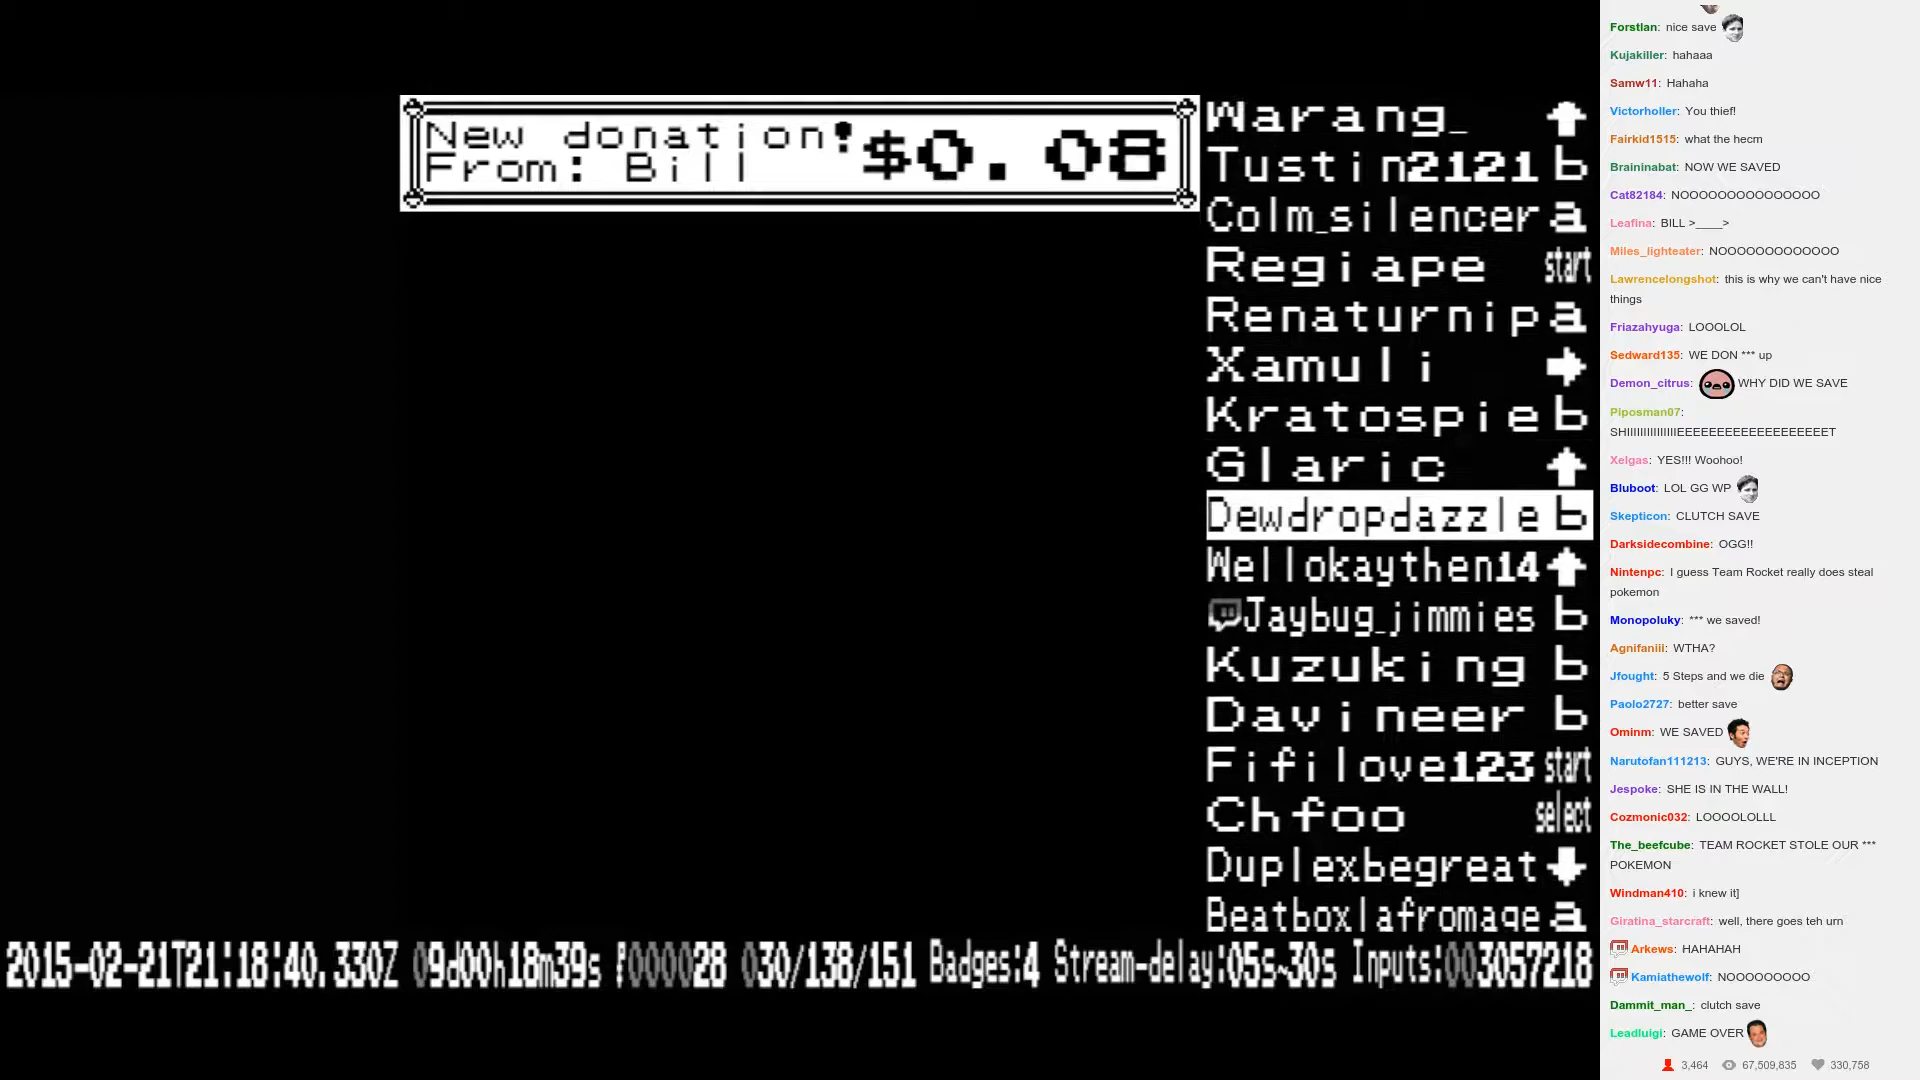 New donation!
From: Bill
$0.08
Warang_
Tustin2121 b
Colm_silencer a
Regiape start
Renaturnip a
Xamuli
Kratospie b
Glaric
Dewdropdazzle b
Wellokaythen14
Jaybug_jimmies b
Kuzuking b
Davineer b
Fifilove123 start
Chfoo select
Duplexbegreat
Beatboxlafromage a
2015-02-21T21:18:40.330Z 09d00h18m39s !000028 030/138/151 Badges:4 Stream-delay:05s~30s Inputs:003057218
Forstlan: nice save
Kujakiller: hahaaa
Samw11: Hahaha
Victorholler: You thief!
Fairkid1515: what the hecm
Braininabat: NOW WE SAVED
Cat82184: NOOOOOOOOOOOOOOO
Leafina: BILL >____>
Miles_lighteater: NOOOOOOOOOOOOO
Lawrencelongshot: this is why we can't have nice
things
Friazahyuga: LOOOLOL
Sedward135: WE DON *** up
Demon_citrus: WHY DID WE SAVE
Piposman07:
SHIIIIIIIIIIIIIIIEEEEEEEEEEEEEEEEEEEET
Xelgas: YES!!! Woohoo!
Bluboot: LOL GG WP
Skepticon: CLUTCH SAVE
Darksidecombine: OGG!!
Nintenpc: I guess Team Rocket really does steal
pokemon
Monopoluky: *** we saved!
Agnifaniii: WTHA?
Jfought: 5 Steps and we die
Paolo2727: better save
Ominm: WE SAVED
Narutofan111213: GUYS, WE'RE IN INCEPTION
Jespoke: SHE IS IN THE WALL!
Cozmonic032: LOOOOLOLLL
The_beefcube: TEAM ROCKET STOLE OUR ***
POKEMON
Windman410: i knew it]
Giratina_starcraft: well, there goes teh urn
Arkews: HAHAHAH
Kamiathewolf: NOOOOOOOOO
Dammit_man_: clutch save
Leadluigi: GAME OVER
3,464 67,509,835 330,758